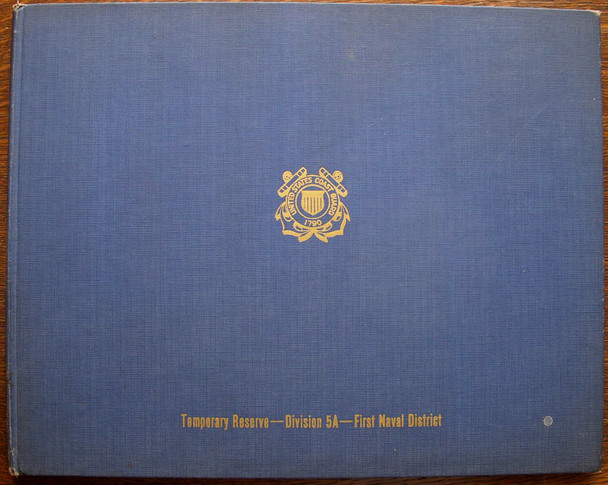 UNITED STATES COAST GUARD
1790
Temporary Reserve—Division 5A—First Naval District